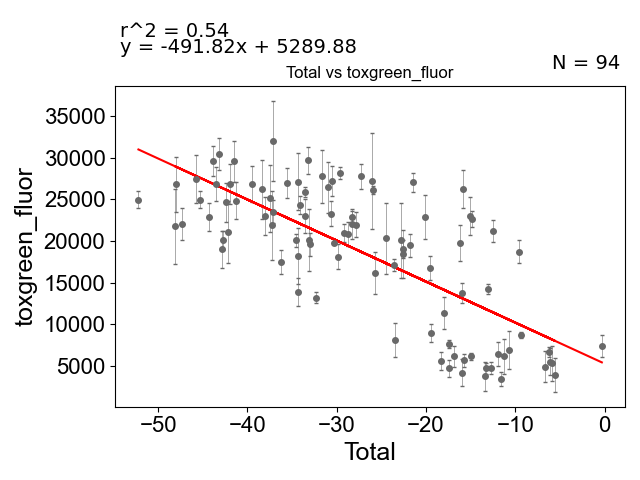 r^2 = 0.54
y = -491.82x + 5289.88
N = 94
Total vs toxgreen_fluor
35000
30000
25000
20000
15000
10000
5000
toxgreen_fluor
−50
−40
−30
−20
−10
0
Total